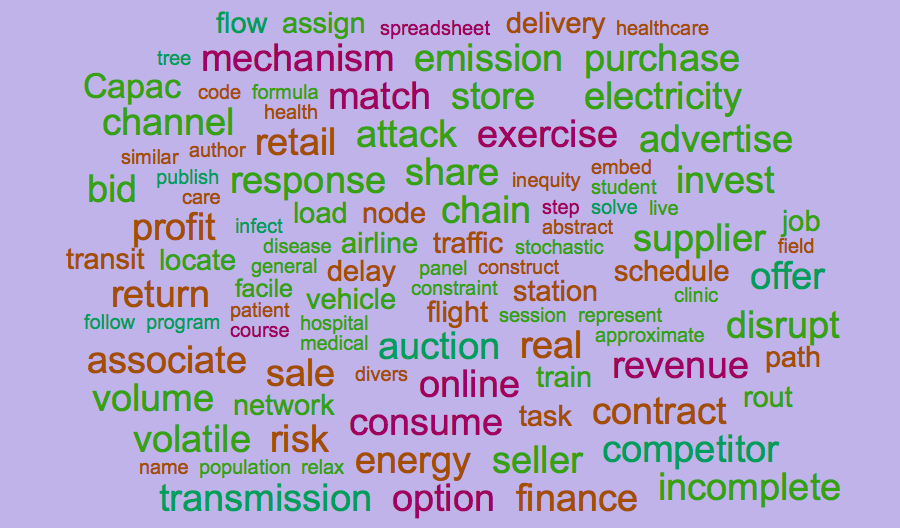 flow assign spreadsheet delivery healthcare
tree mechanism emission purchase
Capac code formula match store electricity
health
channel retail attack exercise advertise
similar author
bid publish response share inequity embed student invest
care
profit infect load node chain step solve live
abstract
disease airline traffic stochastic supplier job field
transit locate general delay panel construct schedule offer
return facile vehicle constraint station clinic
patient flight session represent
follow program course hospital disrupt
medical auction real approximate
associate sale divers online train revenue path
volume network consume task contract rout
volatile risk energy seller competitor
name population relax
transmission option finance incomplete